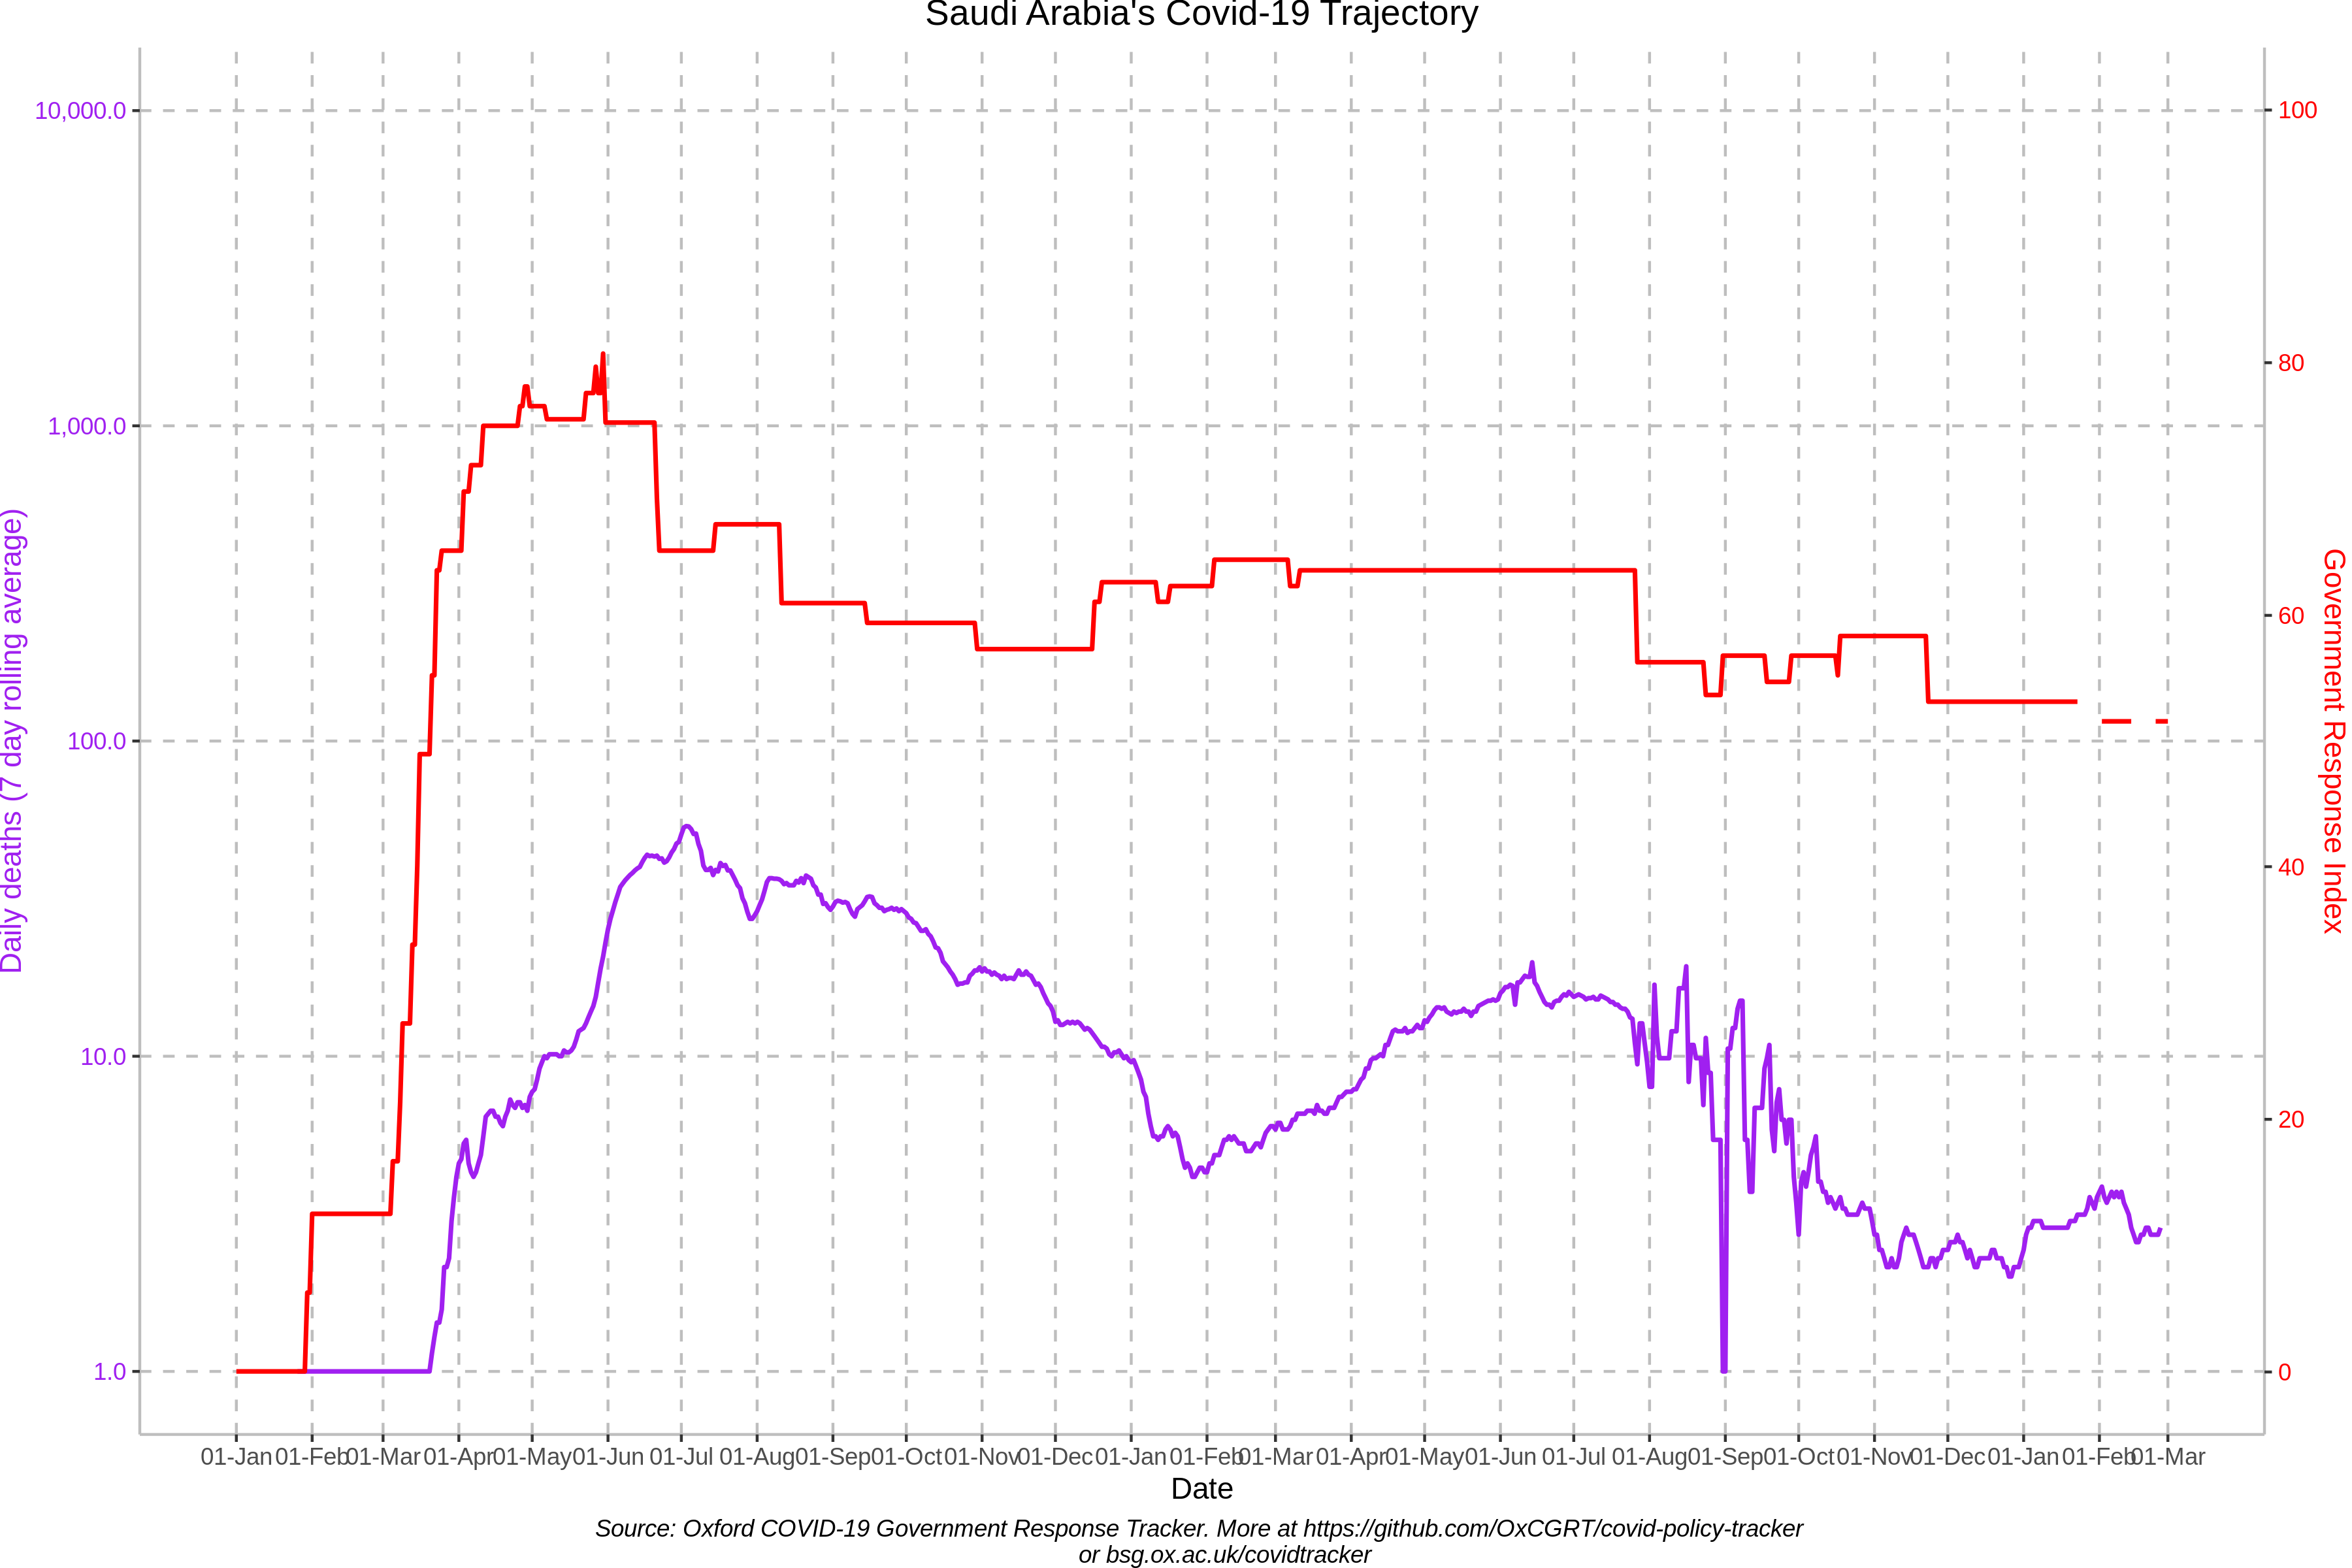 Saudi Arabia's Covid-19 Trajectory
10,000.0
1,000.0
100.0
10.0
1.0
Daily deaths (7 day rolling average)
100
80
60
40
20
0
Government Response Index
01-Jan 01-Feb 01-Mar 01-Apr 01-May 01-Jun 01-Jul 01-Aug 01-Sep 01-Oct 01-Nov 01-Dec 01-Jan 01-Feb 01-Mar 01-Apr 01-May 01-Jun 01-Jul 01-Aug 01-Sep 01-Oct 01-Nov 01-Dec 01-Jan 01-Feb 01-Mar
Date
Source: Oxford COVID-19 Government Response Tracker. More at https://github.com/OxCGRT/covid-policy-tracker
or bsg.ox.ac.uk/covidtracker